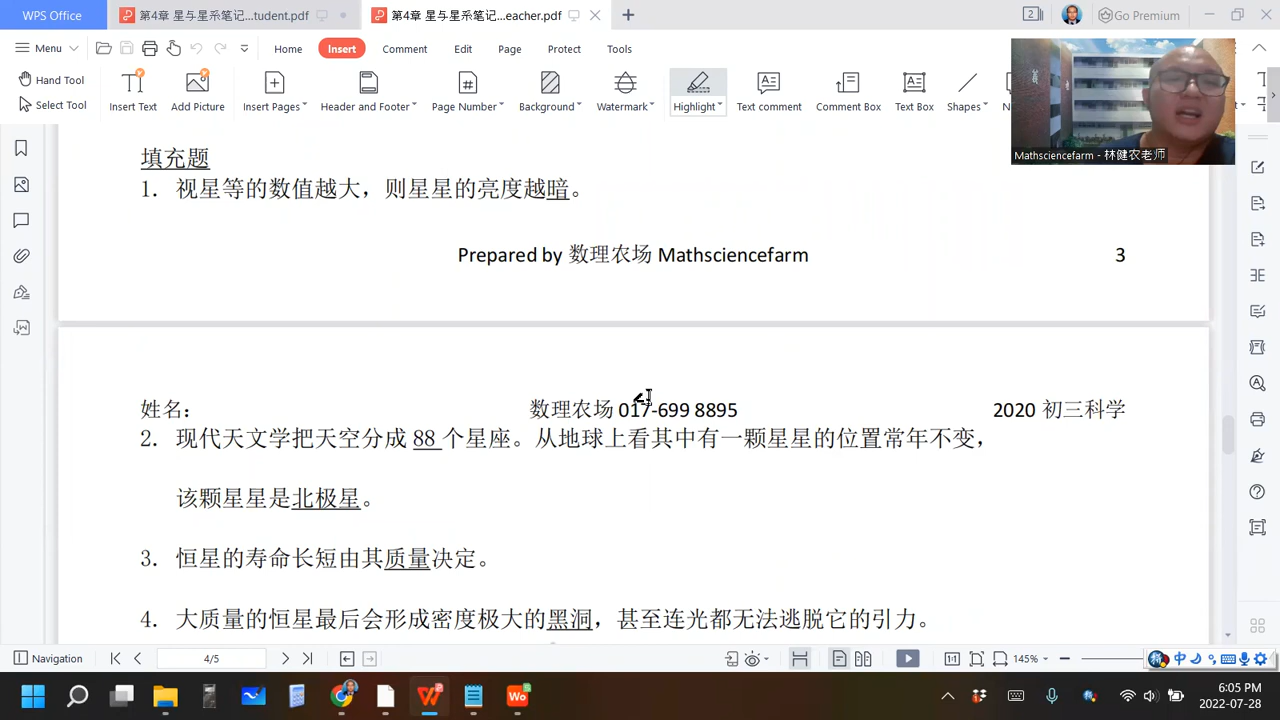 WPS Office
第4章 星与星系笔记...tudent.pdf
第4章 星与星系笔记...eacher.pdf
2
Go Premium
Menu
Home
Insert
Comment
Edit
Page
Protect
Tools
Hand Tool
Select Tool
Insert Text
Add Picture
Insert Pages
Header and Footer
Page Number
Background
Watermark
Highlight
Text comment
Comment Box
Text Box
Shapes
Mathsciencefarm - 林健农老师
填充题
1. 视星等的数值越大，则星星的亮度越暗。
Prepared by 数理农场 Mathsciencefarm 3
姓名： 数理农场 017-699 8895 2020 初三科学
2. 现代天文学把天空分成 88 个星座。从地球上看其中有一颗星星的位置常年不变，
该颗星星是北极星。
3. 恒星的寿命长短由其质量决定。
4. 大质量的恒星最后会形成密度极大的黑洞，甚至连光都无法逃脱它的引力。
Navigation
4/5
145%
中
6:05 PM
2022-07-28